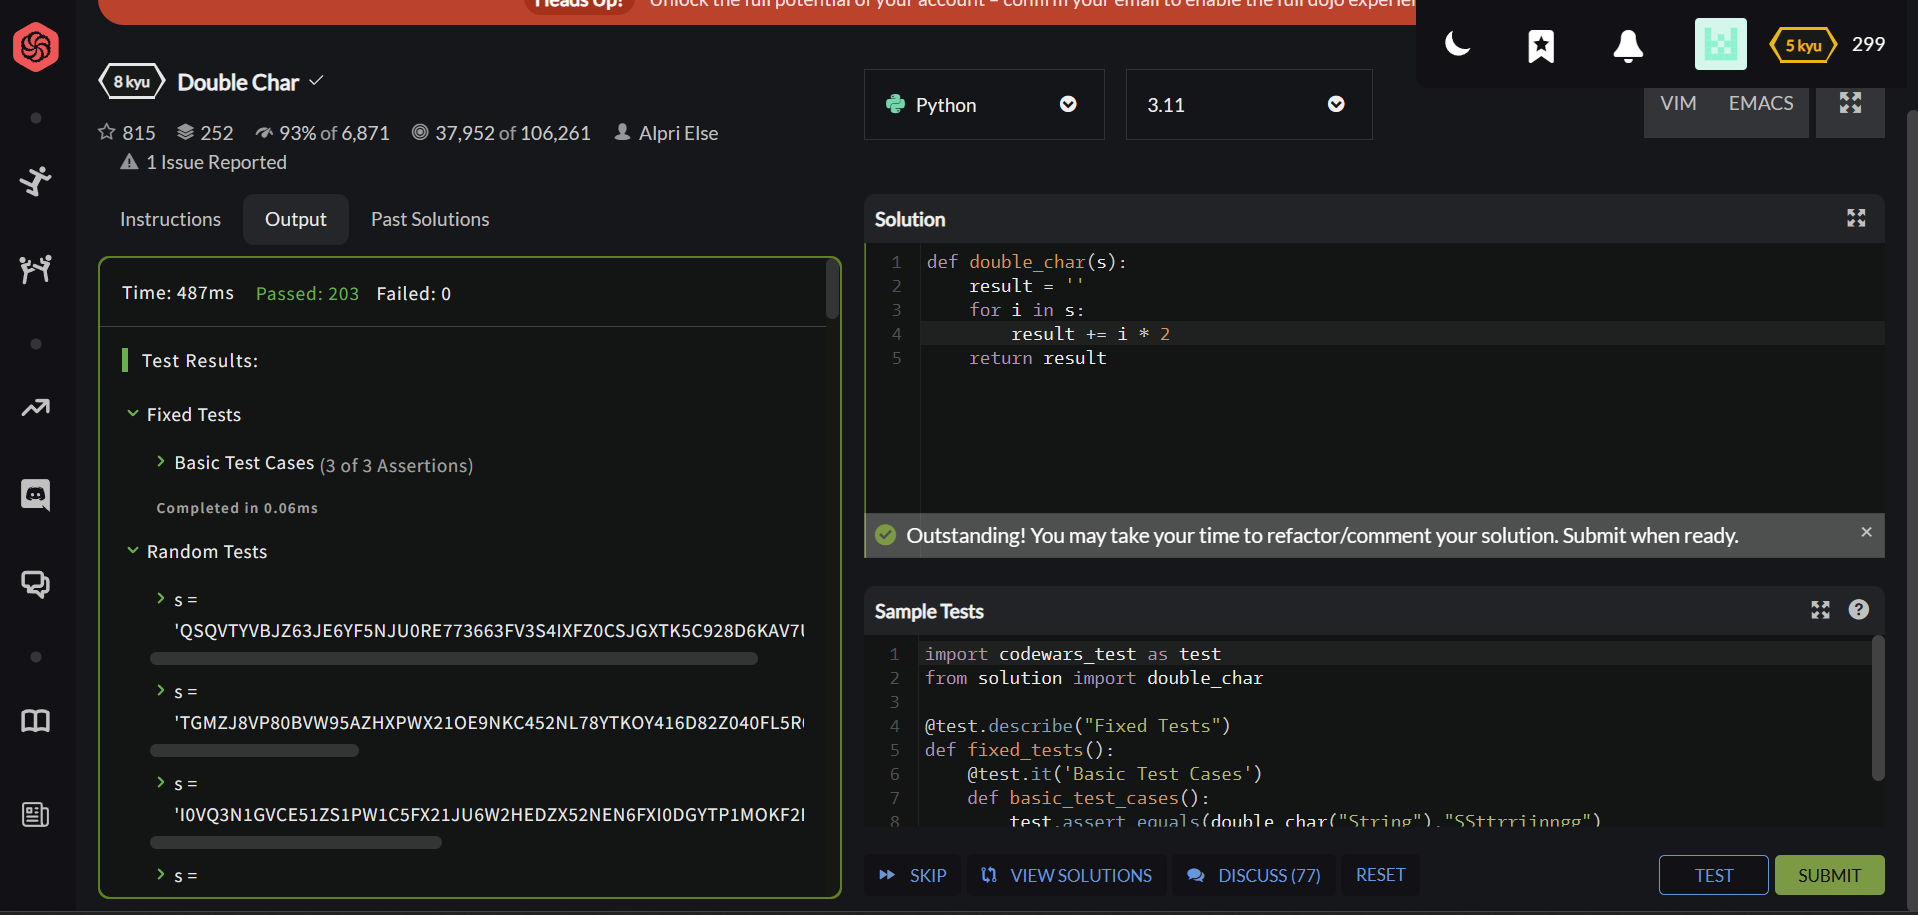 Heads Up! Unlock the full potential of your account – confirm your email to enable the full dojo
5 kyu 299
8 kyu Double Char
815 252 93% of 6,871 37,952 of 106,261 Alpri Else
1 Issue Reported
Python
3.11
VIM EMACS
Instructions Output Past Solutions
Time: 487ms Passed: 203 Failed: 0
Test Results:
Fixed Tests
Basic Test Cases (3 of 3 Assertions)
Completed in 0.06ms
Random Tests
s =
'QSQVTYVBJZ63JE6YF5NJU0RE773663FV3S4IXFZ0CSJGXTK5C928D6KAV7U
s =
'TGMZJ8VP80BVW95AZHXPWX21OE9NKC452NL78YTKOY416D82Z040FL5R
s =
'I0VQ3N1GVCE51ZS1PW1C5FX21JU6W2HEDZX52NEN6FXI0DGYTP1MOKF2
s =
Solution
1 def double_char(s):
2 result = ''
3 for i in s:
4 result += i * 2
5 return result
Outstanding! You may take your time to refactor/comment your solution. Submit when ready.
Sample Tests
1 import codewars_test as test
2 from solution import double_char
3
4 @test.describe("Fixed Tests")
5 def fixed_tests():
6 @test.it('Basic Test Cases')
7 def basic_test_cases():
8 test.assert_equals(double_char("String"),"SSttrriinngg")
SKIP VIEW SOLUTIONS DISCUSS (77) RESET
TEST SUBMIT